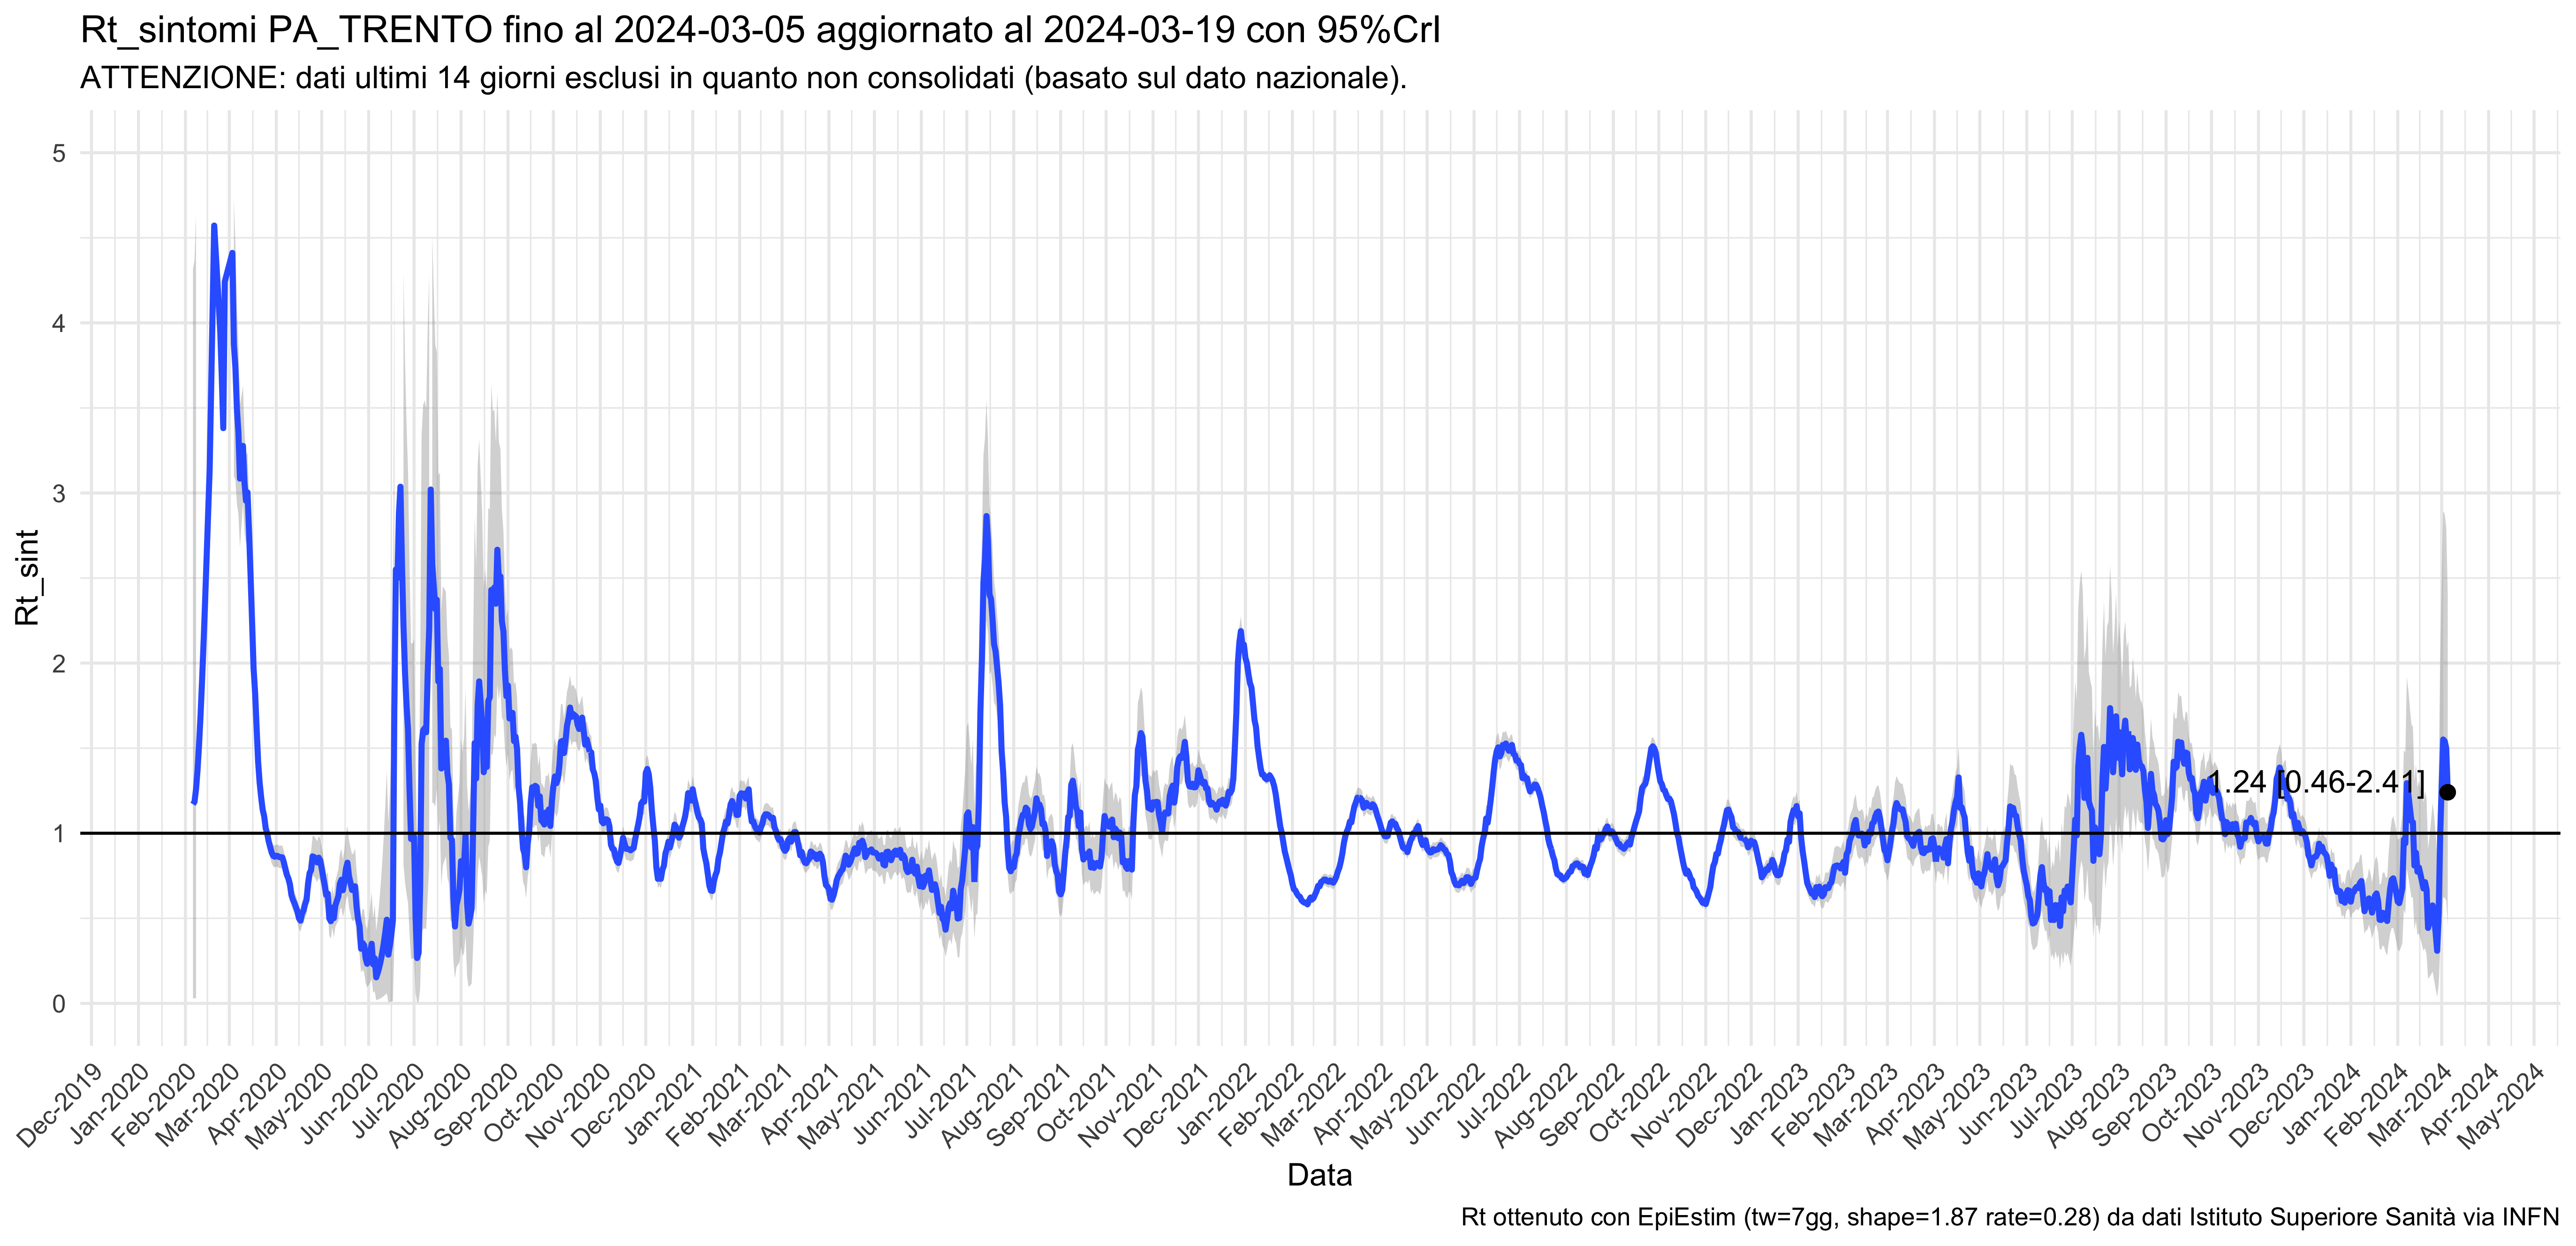 Rt_sintomi PA_TRENTO fino al 2024-03-05 aggiornato al 2024-03-19 con 95%CrI
ATTENZIONE: dati ultimi 14 giorni esclusi in quanto non consolidati (basato sul dato nazionale).
5
4
3
2
1
0
Rt_sint
1.24 [0.46-2.41]
Dec-2019
Jan-2020
Feb-2020
Mar-2020
Apr-2020
May-2020
Jun-2020
Jul-2020
Aug-2020
Sep-2020
Oct-2020
Nov-2020
Dec-2020
Jan-2021
Feb-2021
Mar-2021
Apr-2021
May-2021
Jun-2021
Jul-2021
Aug-2021
Sep-2021
Oct-2021
Nov-2021
Dec-2021
Jan-2022
Feb-2022
Mar-2022
Apr-2022
May-2022
Jun-2022
Jul-2022
Aug-2022
Sep-2022
Oct-2022
Nov-2022
Dec-2022
Jan-2023
Feb-2023
Mar-2023
Apr-2023
May-2023
Jun-2023
Jul-2023
Aug-2023
Sep-2023
Oct-2023
Nov-2023
Dec-2023
Jan-2024
Feb-2024
Mar-2024
Apr-2024
May-2024
Data
Rt ottenuto con EpiEstim (tw=7gg, shape=1.87 rate=0.28) da dati Istituto Superiore Sanità via INFN